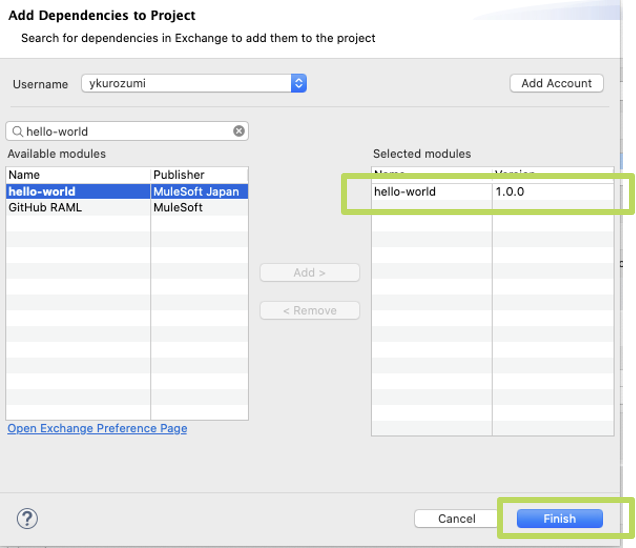 Add Dependencies to Project
Search for dependencies in Exchange to add them to the project
Username ykurozumi Add Account
hello-world
Available modules
Name Publisher
hello-world MuleSoft Japan
GitHub RAML MuleSoft
Add >
< Remove
Selected modules
Name Version
hello-world 1.0.0
Open Exchange Preference Page
? Cancel Finish